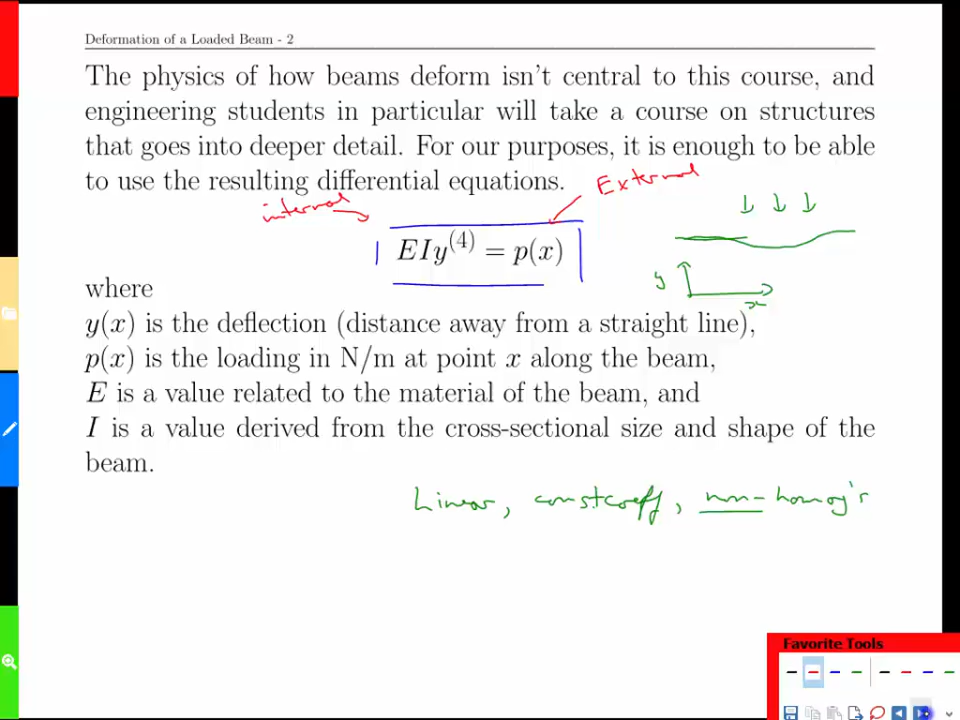 Deformation of a Loaded Beam - 2
The physics of how beams deform isn't central to this course, and
engineering students in particular will take a course on structures
that goes into deeper detail. For our purposes, it is enough to be able
to use the resulting differential equations.
External
internal
EIy⁽⁴⁾ = p(x)
y
x
where
y(x) is the deflection (distance away from a straight line),
p(x) is the loading in N/m at point x along the beam,
E is a value related to the material of the beam, and
I is a value derived from the cross-sectional size and shape of the
beam.
Linear, const coeff, non-homog's
Favorite Tools